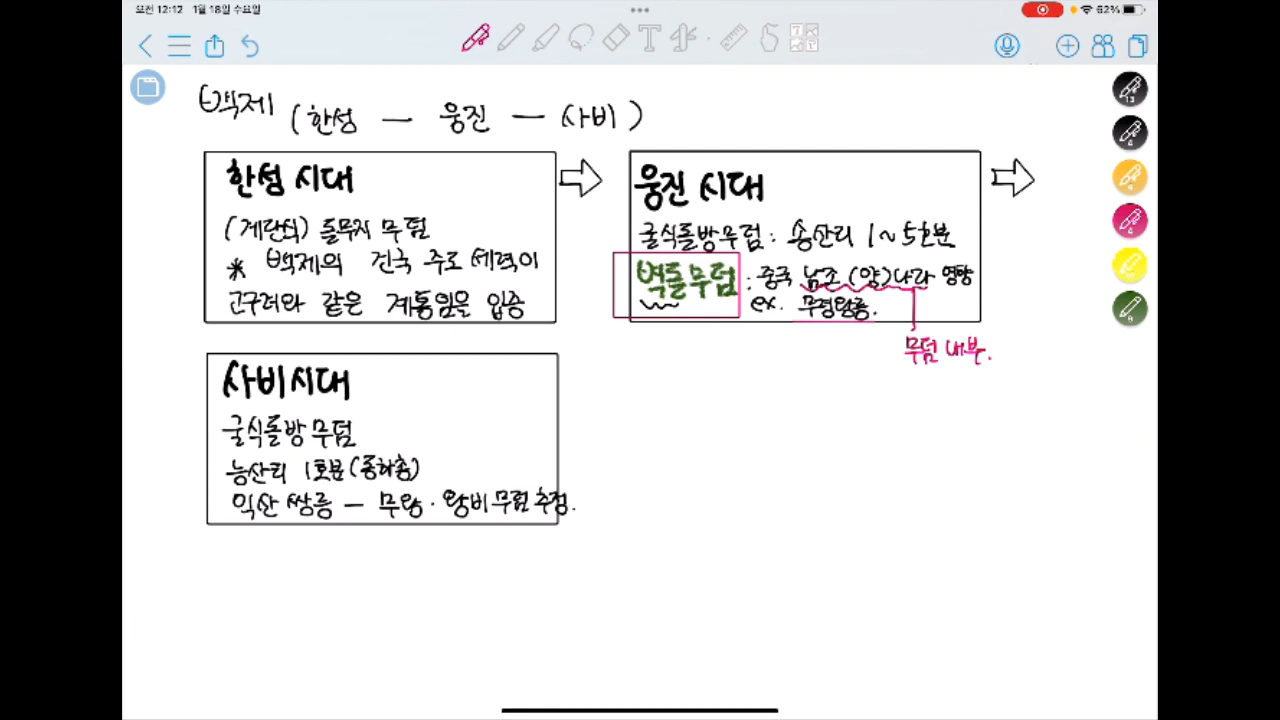 오전 12:12 1월 18일 수요일
62%
백제 (한성 — 웅진 — 사비)
한성 시대
(계단식) 돌무지 무덤
* 백제의 건국 주도 세력이
고구려와 같은 계통임을 입증
웅진 시대
굴식돌방무덤 : 송산리 1~5호분
벽돌무덤 : 중국 남조 (양)나라 영향
ex. 무령왕릉.
무덤 내부.
사비시대
굴식돌방 무덤
능산리 1호분(동하총)
익산 쌍릉 — 무왕 · 왕비 무덤 추정.